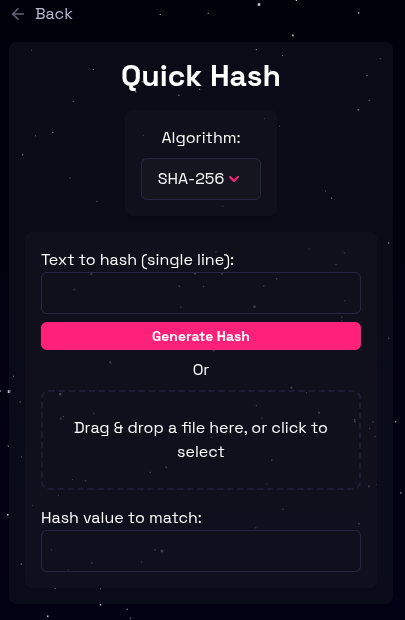 Back
Quick Hash
Algorithm:
SHA-256
Text to hash (single line):
Generate Hash
Or
Drag & drop a file here, or click to
select
Hash value to match: